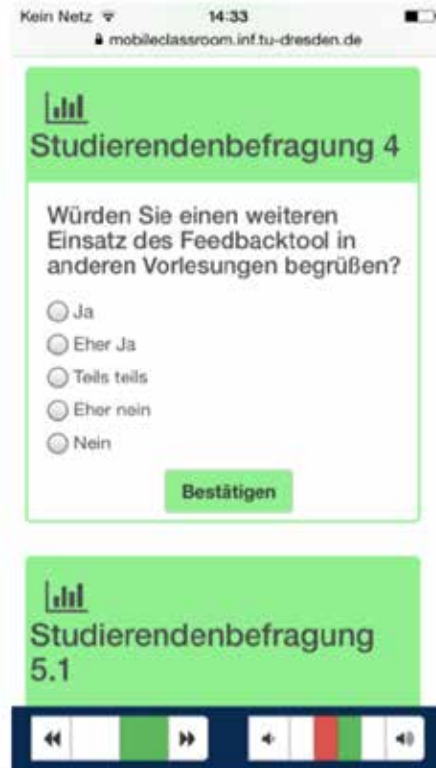 Kein Netz 14:33
mobileclassroom.inf.tu-dresden.de
Studierendenbefragung 4
Würden Sie einen weiteren
Einsatz des Feedbacktool in
anderen Vorlesungen begrüßen?
Ja
Eher Ja
Teils teils
Eher nein
Nein
Bestätigen
Studierendenbefragung
5.1